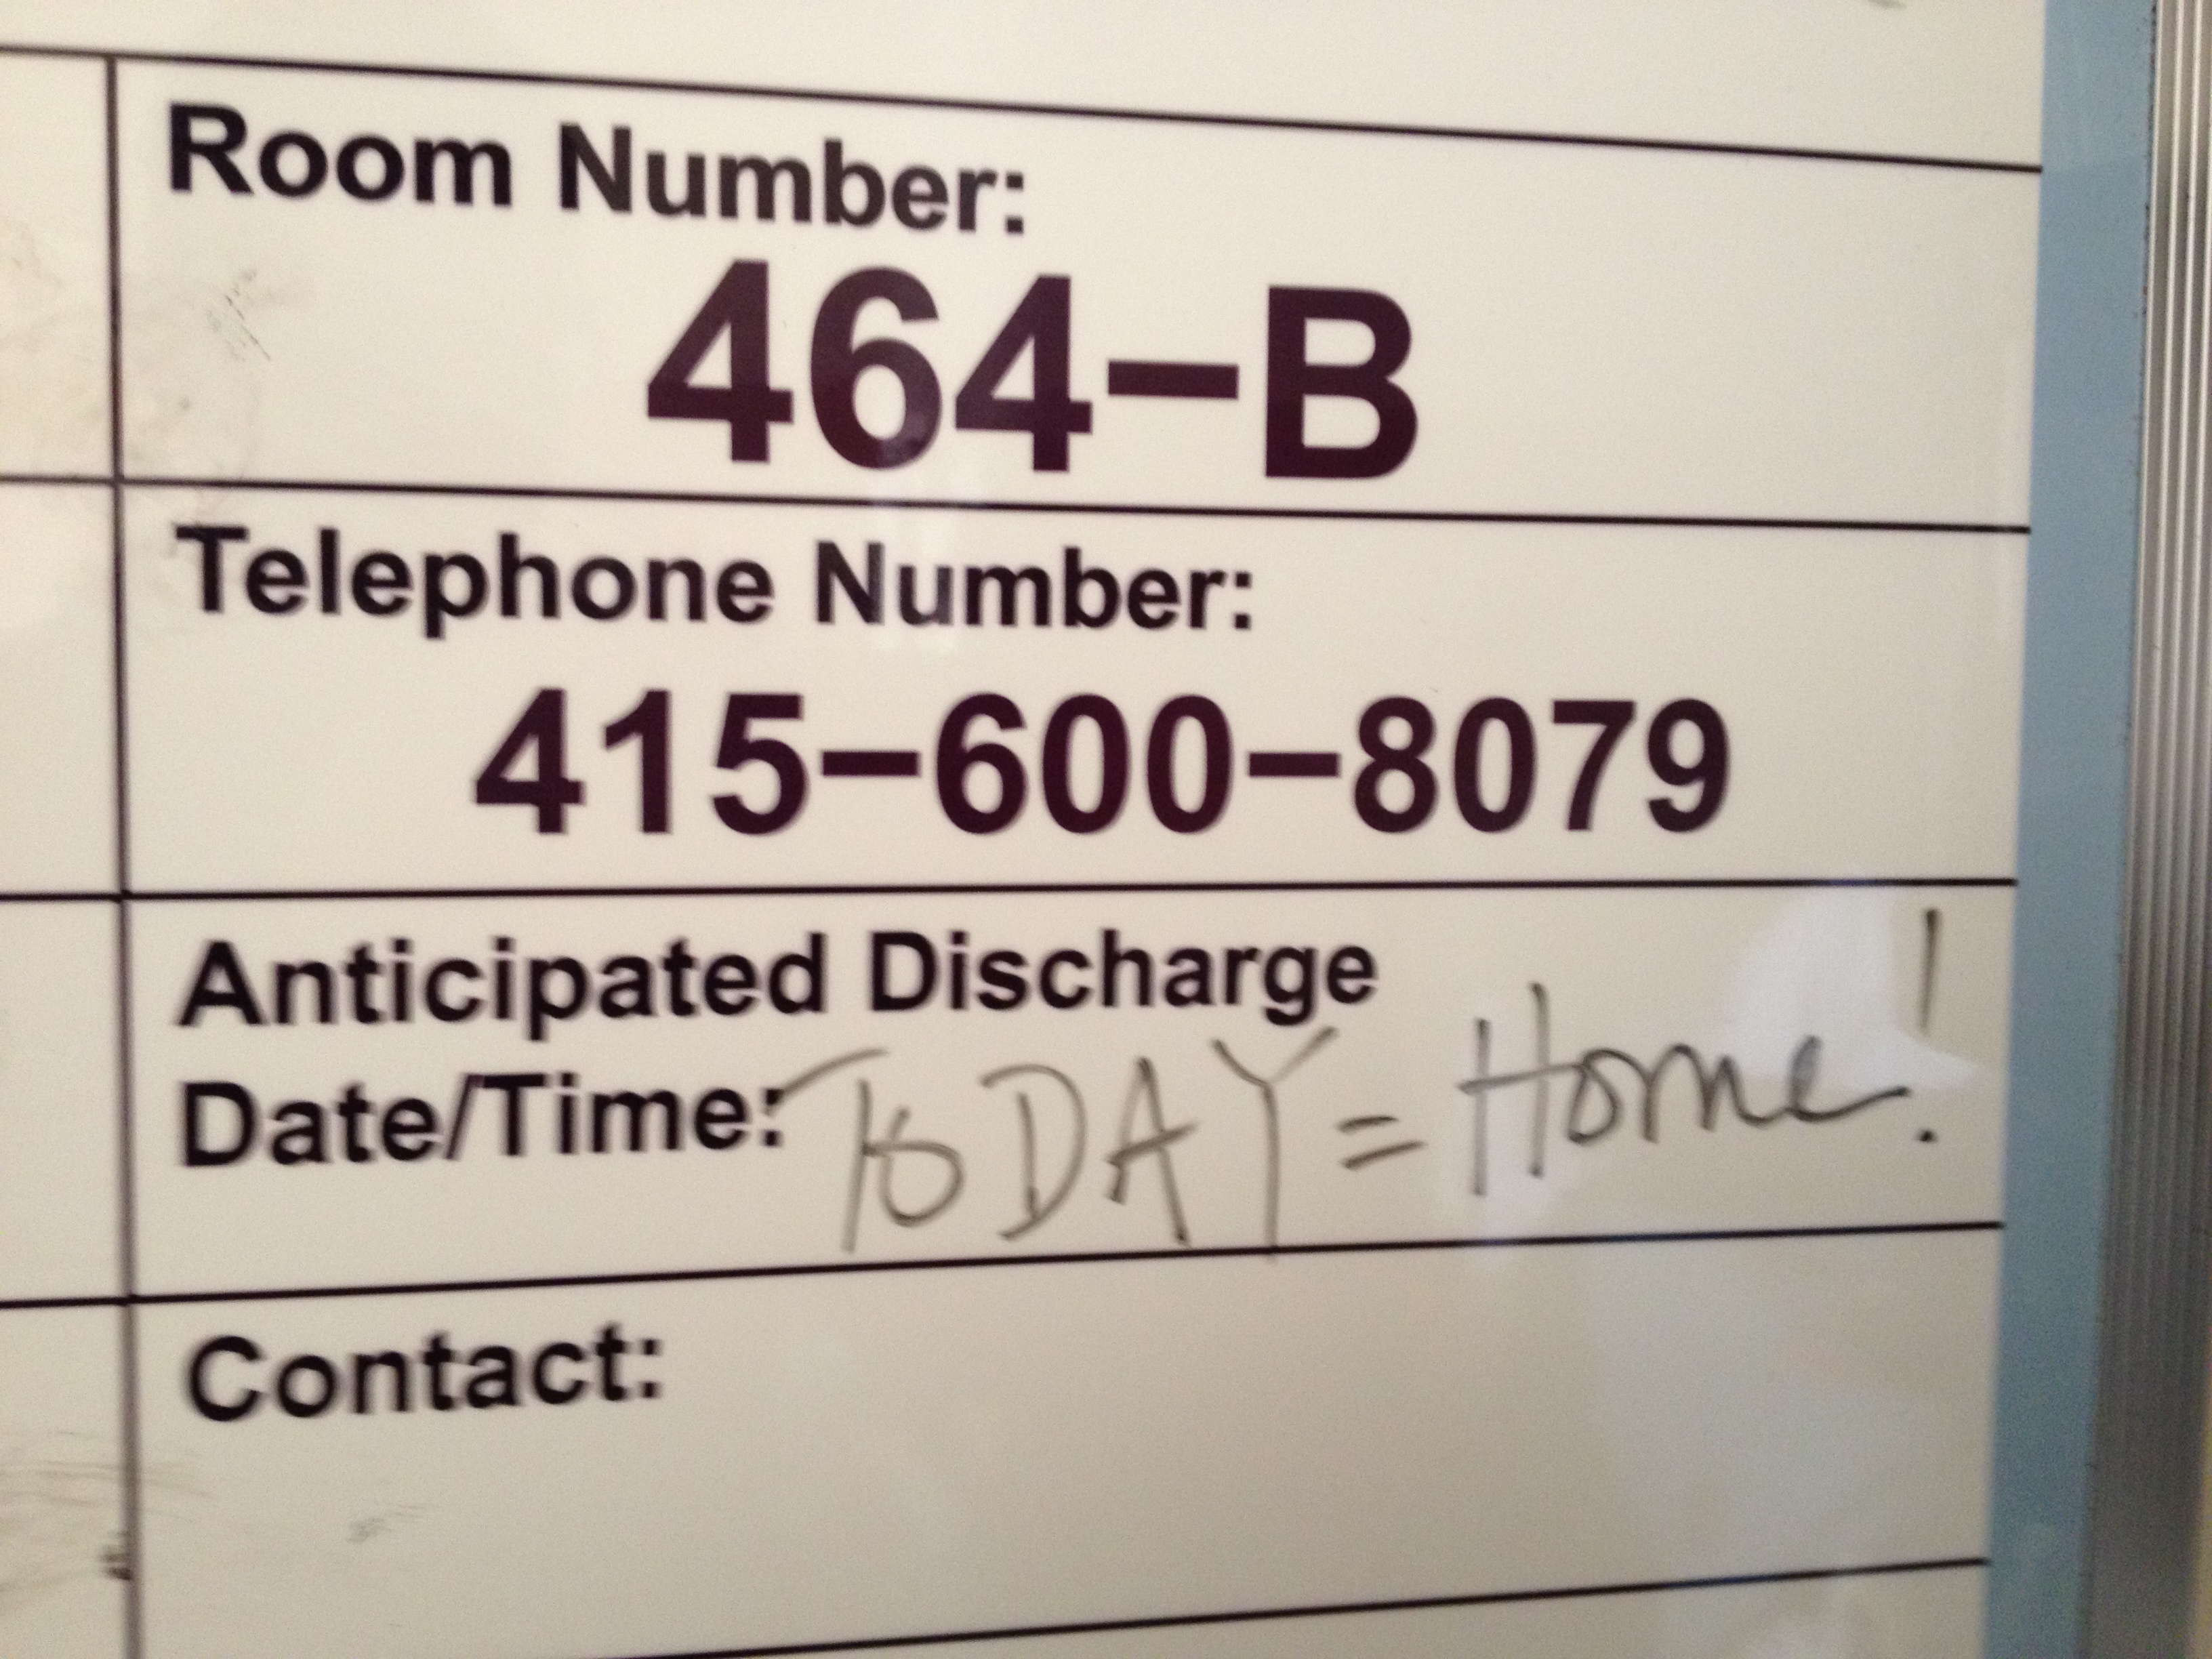 Room Number:
464-B
Telephone Number:
415-600-8079
Anticipated Discharge
Date/Time: TODAY = Home!
Contact: